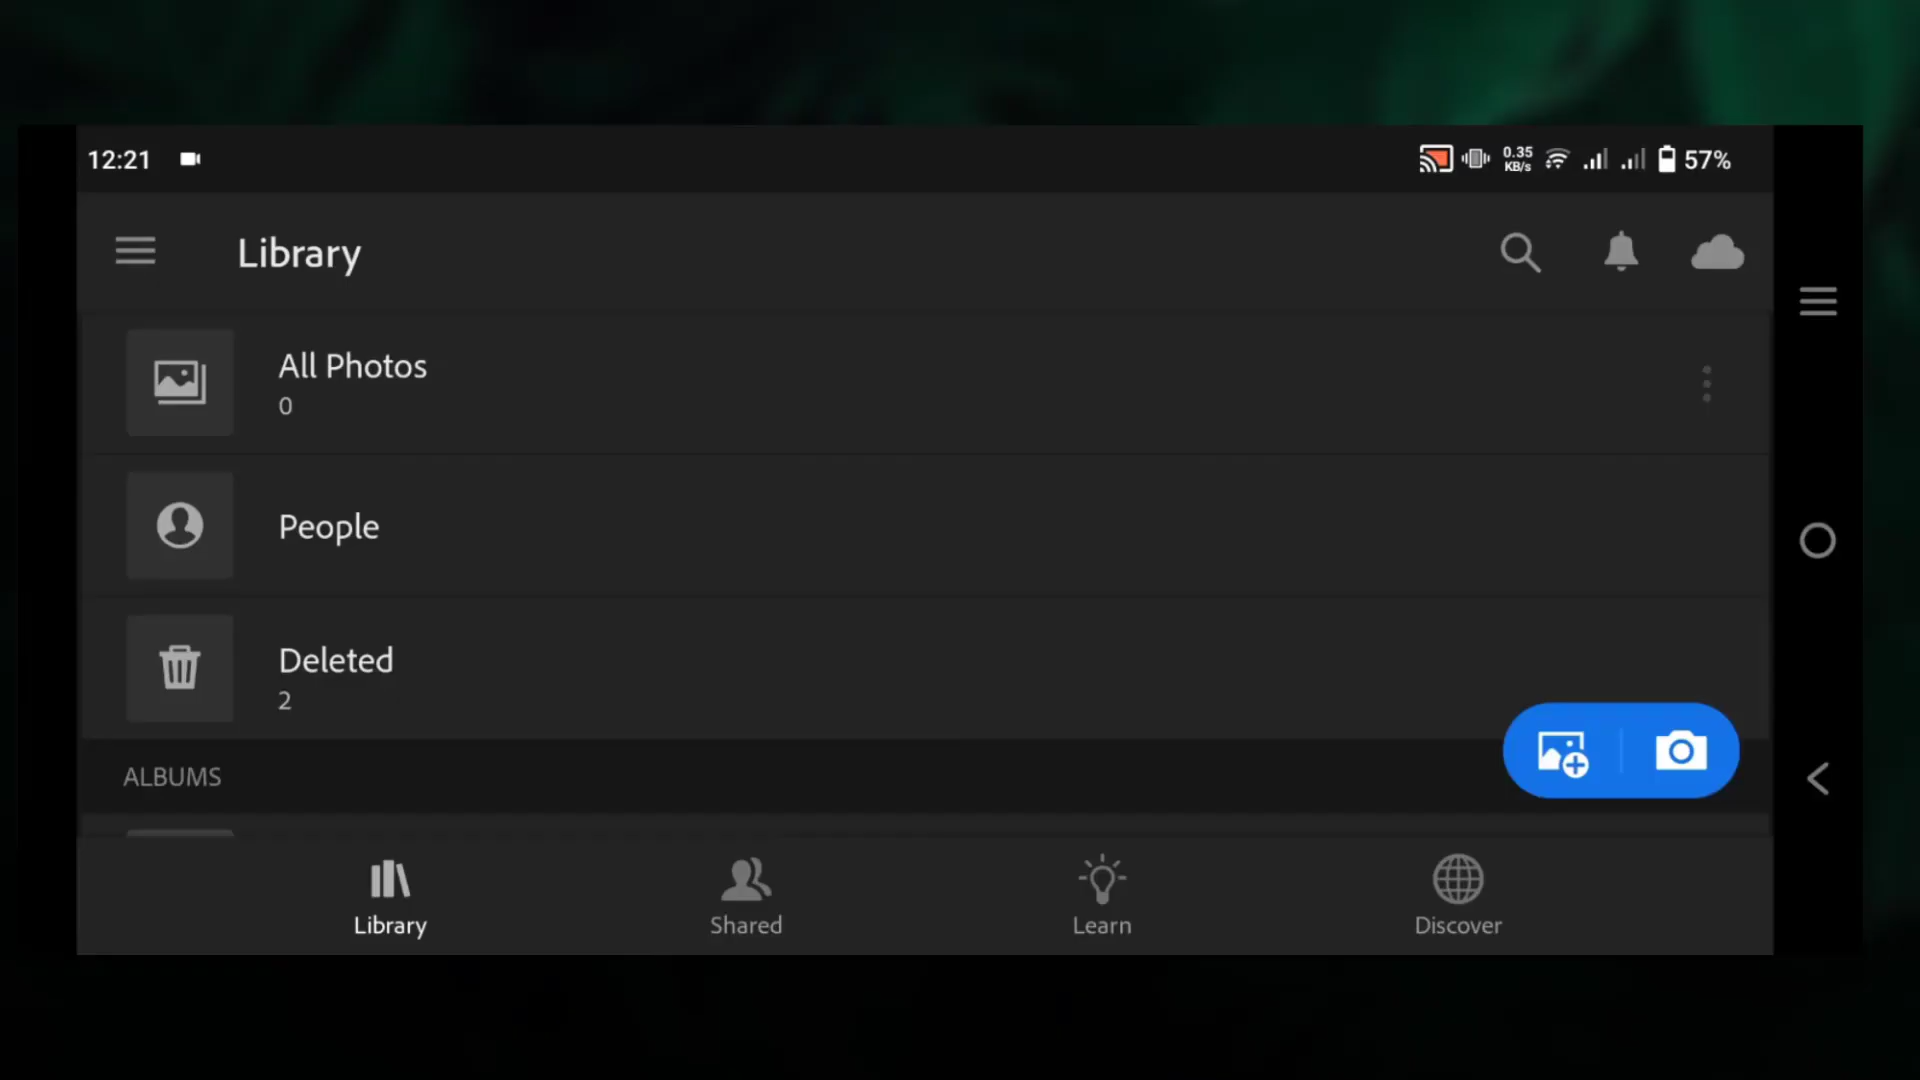 12:21
0.35
KB/s
57%
Library
All Photos
0
People
Deleted
2
ALBUMS
Library
Shared
Learn
Discover